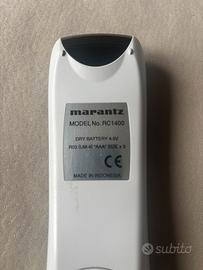 marantz
MODEL No. RC1400
DRY BATTERY 4.5V
R03 (UM-4) "AAA" SIZE x 3
CE
MADE IN INDONESIA
subito